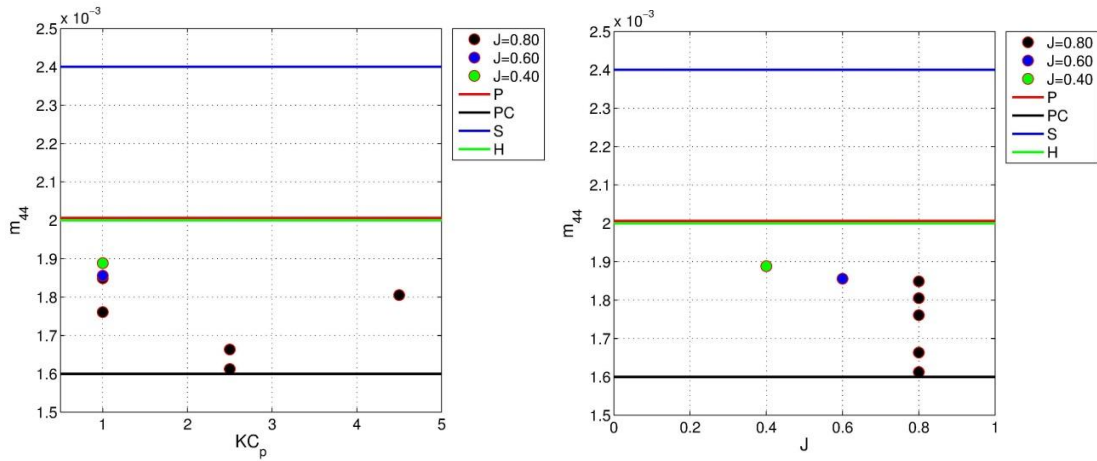 x 10⁻³
2.5
2.4
2.3
2.2
2.1
2
1.9
1.8
1.7
1.6
1.5
m₄₄
1 2 3 4 5
KCₚ
J=0.80
J=0.60
J=0.40
P
PC
S
H
x 10⁻³
2.5
2.4
2.3
2.2
2.1
2
1.9
1.8
1.7
1.6
1.5
m₄₄
0 0.2 0.4 0.6 0.8 1
J
J=0.80
J=0.60
J=0.40
P
PC
S
H